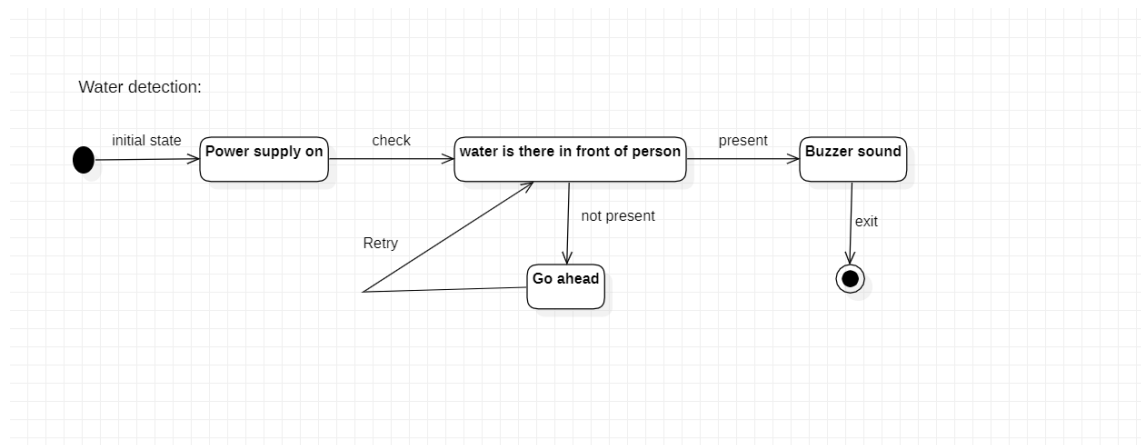 Water detection:
initial state
Power supply on
check
water is there in front of person
present
Buzzer sound
Retry
not present
exit
Go ahead